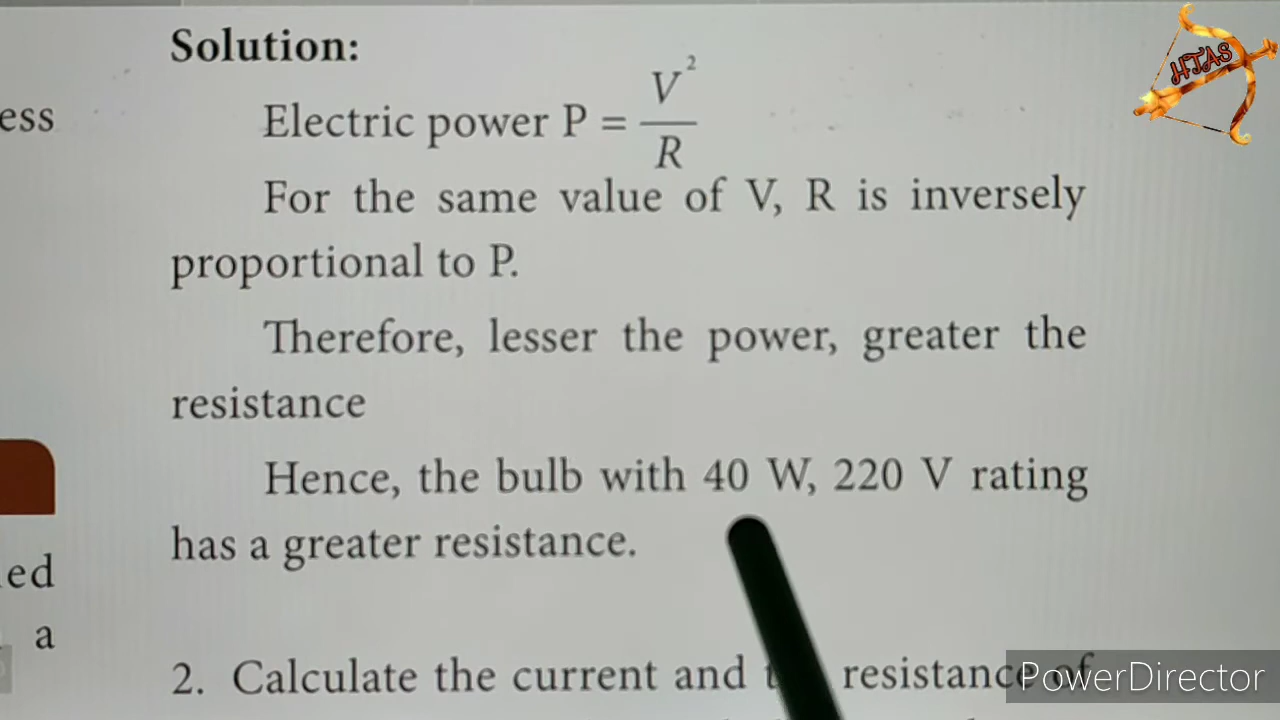 Solution:
HTAS
ess
Electric power P = V² / R
For the same value of V, R is inversely
proportional to P.
Therefore, lesser the power, greater the
resistance
Hence, the bulb with 40 W, 220 V rating
has a greater resistance.
ed
a
2. Calculate the current and resistance of
PowerDirector